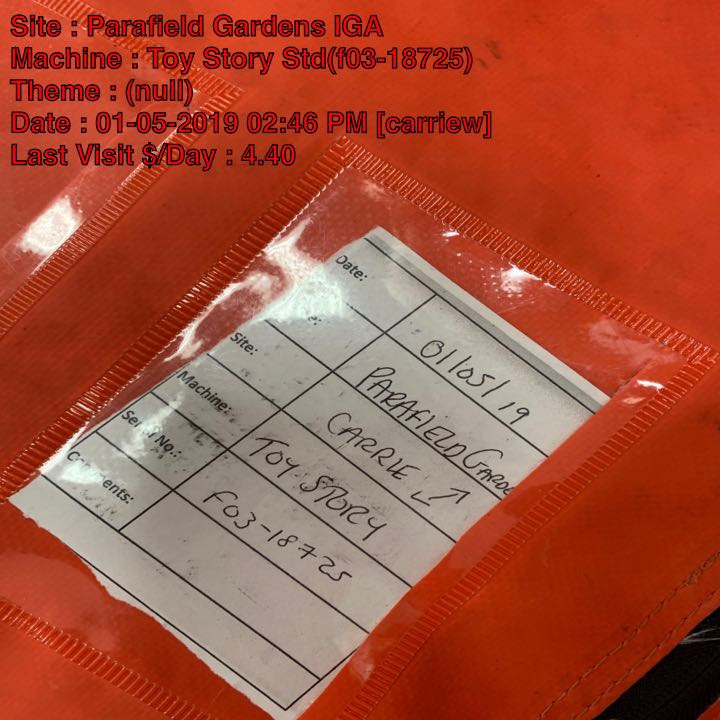 Site : Parafield Gardens IGA
Machine : Toy Story Std(f03-18725)
Theme : (null)
Date : 01-05-2019 02:46 PM [carriew]
Last Visit $/Day : 4.40
Date: 01/05/19
e: PARAFIELD GARDE
Site: CARRIE
Machine: TOY STORY
Serial No.: F03-18725
C ents: